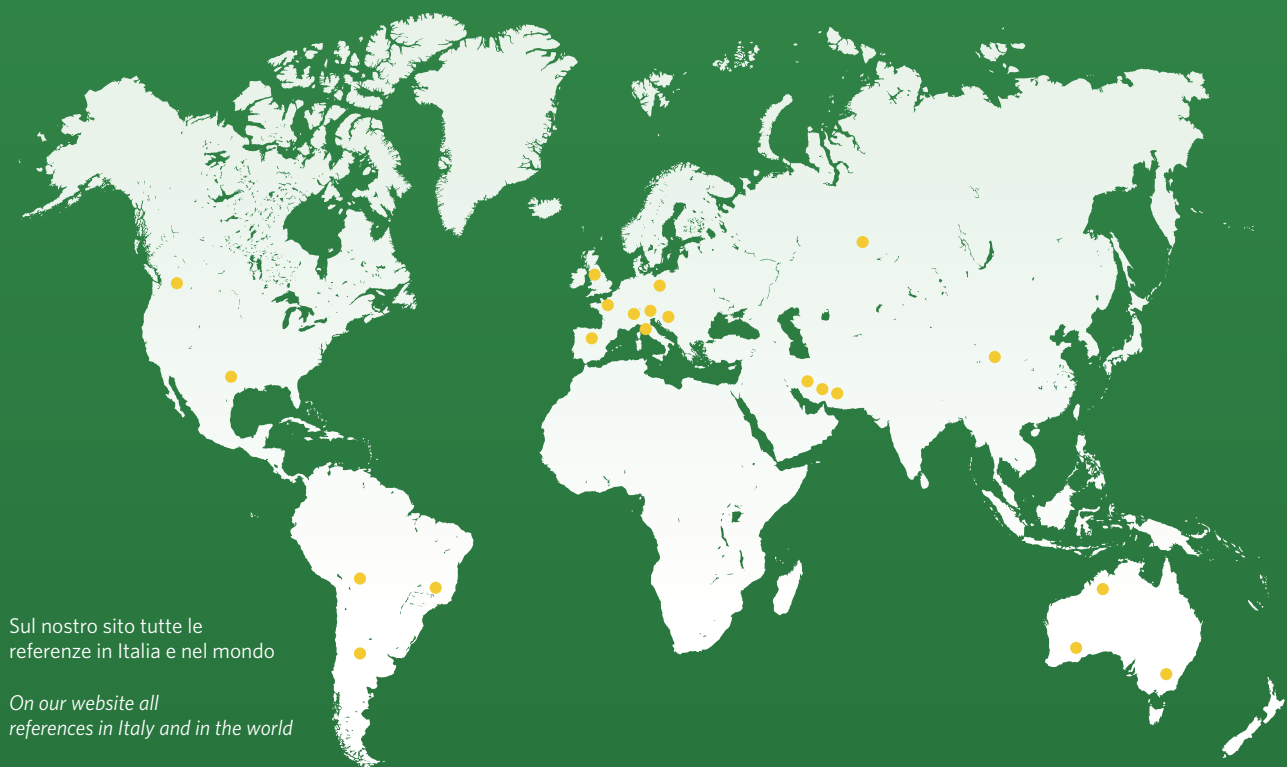 Sul nostro sito tutte le
referenze in Italia e nel mondo
On our website all
references in Italy and in the world